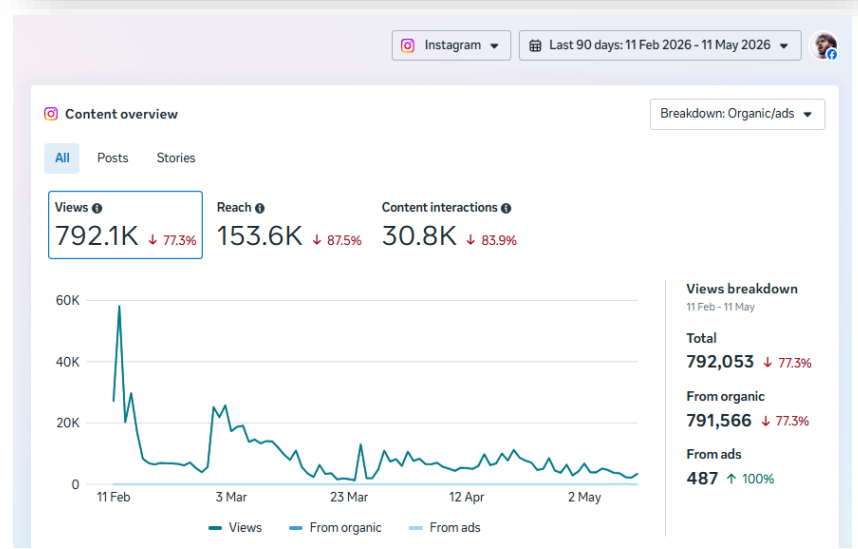 Instagram
Last 90 days: 11 Feb 2026 - 11 May 2026
Content overview
Breakdown: Organic/ads
All Posts Stories
Views Reach Content interactions
792.1K ↓ 77.3% 153.6K ↓ 87.5% 30.8K ↓ 83.9%
60K
40K
20K
0
11 Feb 3 Mar 23 Mar 12 Apr 2 May
Views From organic From ads
Views breakdown
11 Feb - 11 May
Total
792,053 ↓ 77.3%
From organic
791,566 ↓ 77.3%
From ads
487 ↑ 100%